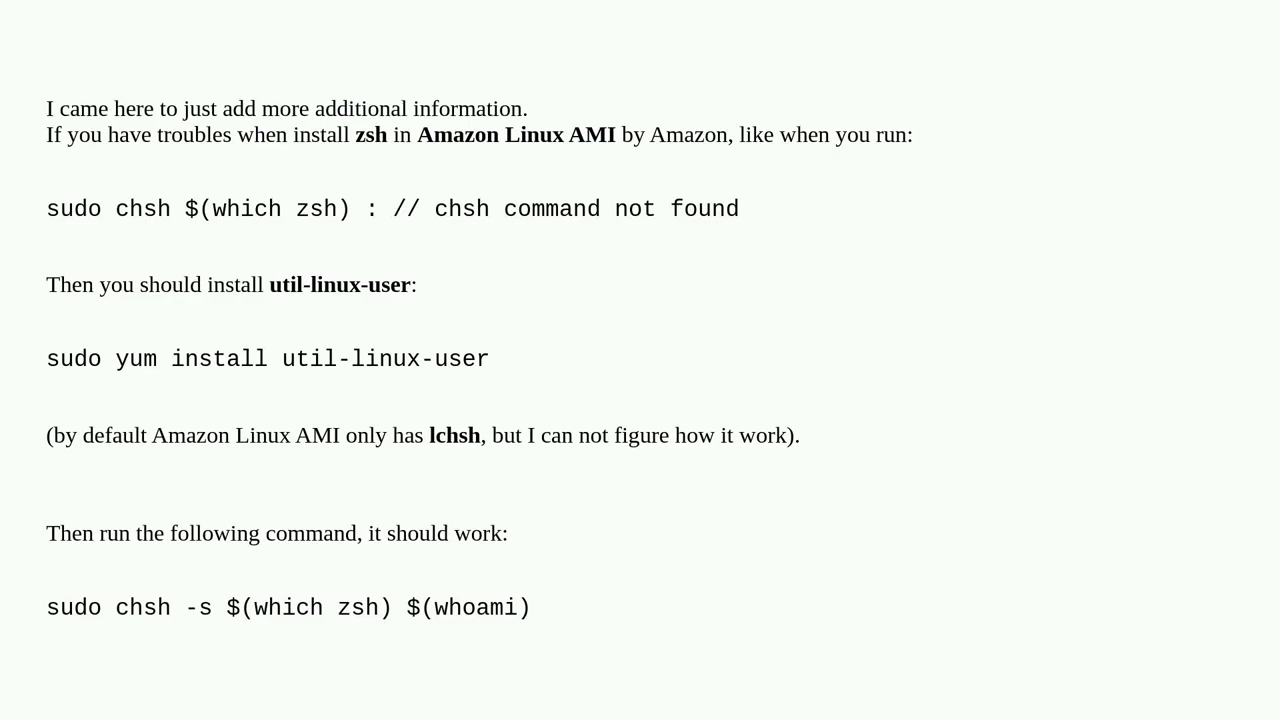 I came here to just add more additional information.
If you have troubles when install zsh in Amazon Linux AMI by Amazon, like when you run:
sudo chsh $(which zsh) : // chsh command not found
Then you should install util-linux-user:
sudo yum install util-linux-user
(by default Amazon Linux AMI only has lchsh, but I can not figure how it work).
Then run the following command, it should work:
sudo chsh -s $(which zsh) $(whoami)